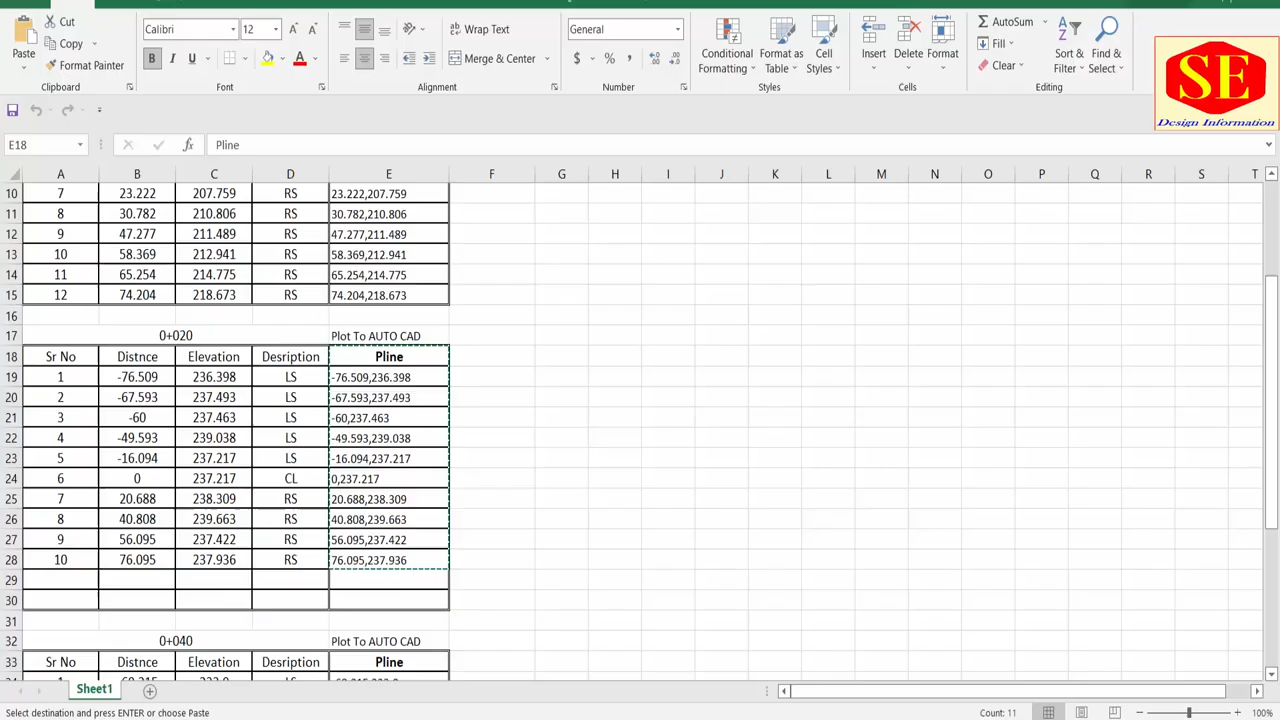 Cut
Copy
Format Painter
Paste
Clipboard
Calibri 12
B I U
Font
Wrap Text
Merge & Center
Alignment
General
$ % ,
Number
Conditional Formatting
Format as Table
Cell Styles
Styles
Insert Delete Format
Cells
AutoSum
Fill
Clear
Sort & Filter
Find & Select
Editing
SE
Design Information
E18 fx Pline
A B C D E F G H I J K L M N O P Q R S T
10 7 23.222 207.759 RS 23.222,207.759
11 8 30.782 210.806 RS 30.782,210.806
12 9 47.277 211.489 RS 47.277,211.489
13 10 58.369 212.941 RS 58.369,212.941
14 11 65.254 214.775 RS 65.254,214.775
15 12 74.204 218.673 RS 74.204,218.673
16
17 0+020 Plot To AUTO CAD
18 Sr No Distnce Elevation Desription Pline
19 1 -76.509 236.398 LS -76.509,236.398
20 2 -67.593 237.493 LS -67.593,237.493
21 3 -60 237.463 LS -60,237.463
22 4 -49.593 239.038 LS -49.593,239.038
23 5 -16.094 237.217 LS -16.094,237.217
24 6 0 237.217 CL 0,237.217
25 7 20.688 238.309 RS 20.688,238.309
26 8 40.808 239.663 RS 40.808,239.663
27 9 56.095 237.422 RS 56.095,237.422
28 10 76.095 237.936 RS 76.095,237.936
29
30
31
32 0+040 Plot To AUTO CAD
33 Sr No Distnce Elevation Desription Pline
Sheet1
Select destination and press ENTER or choose Paste Count: 11 100%